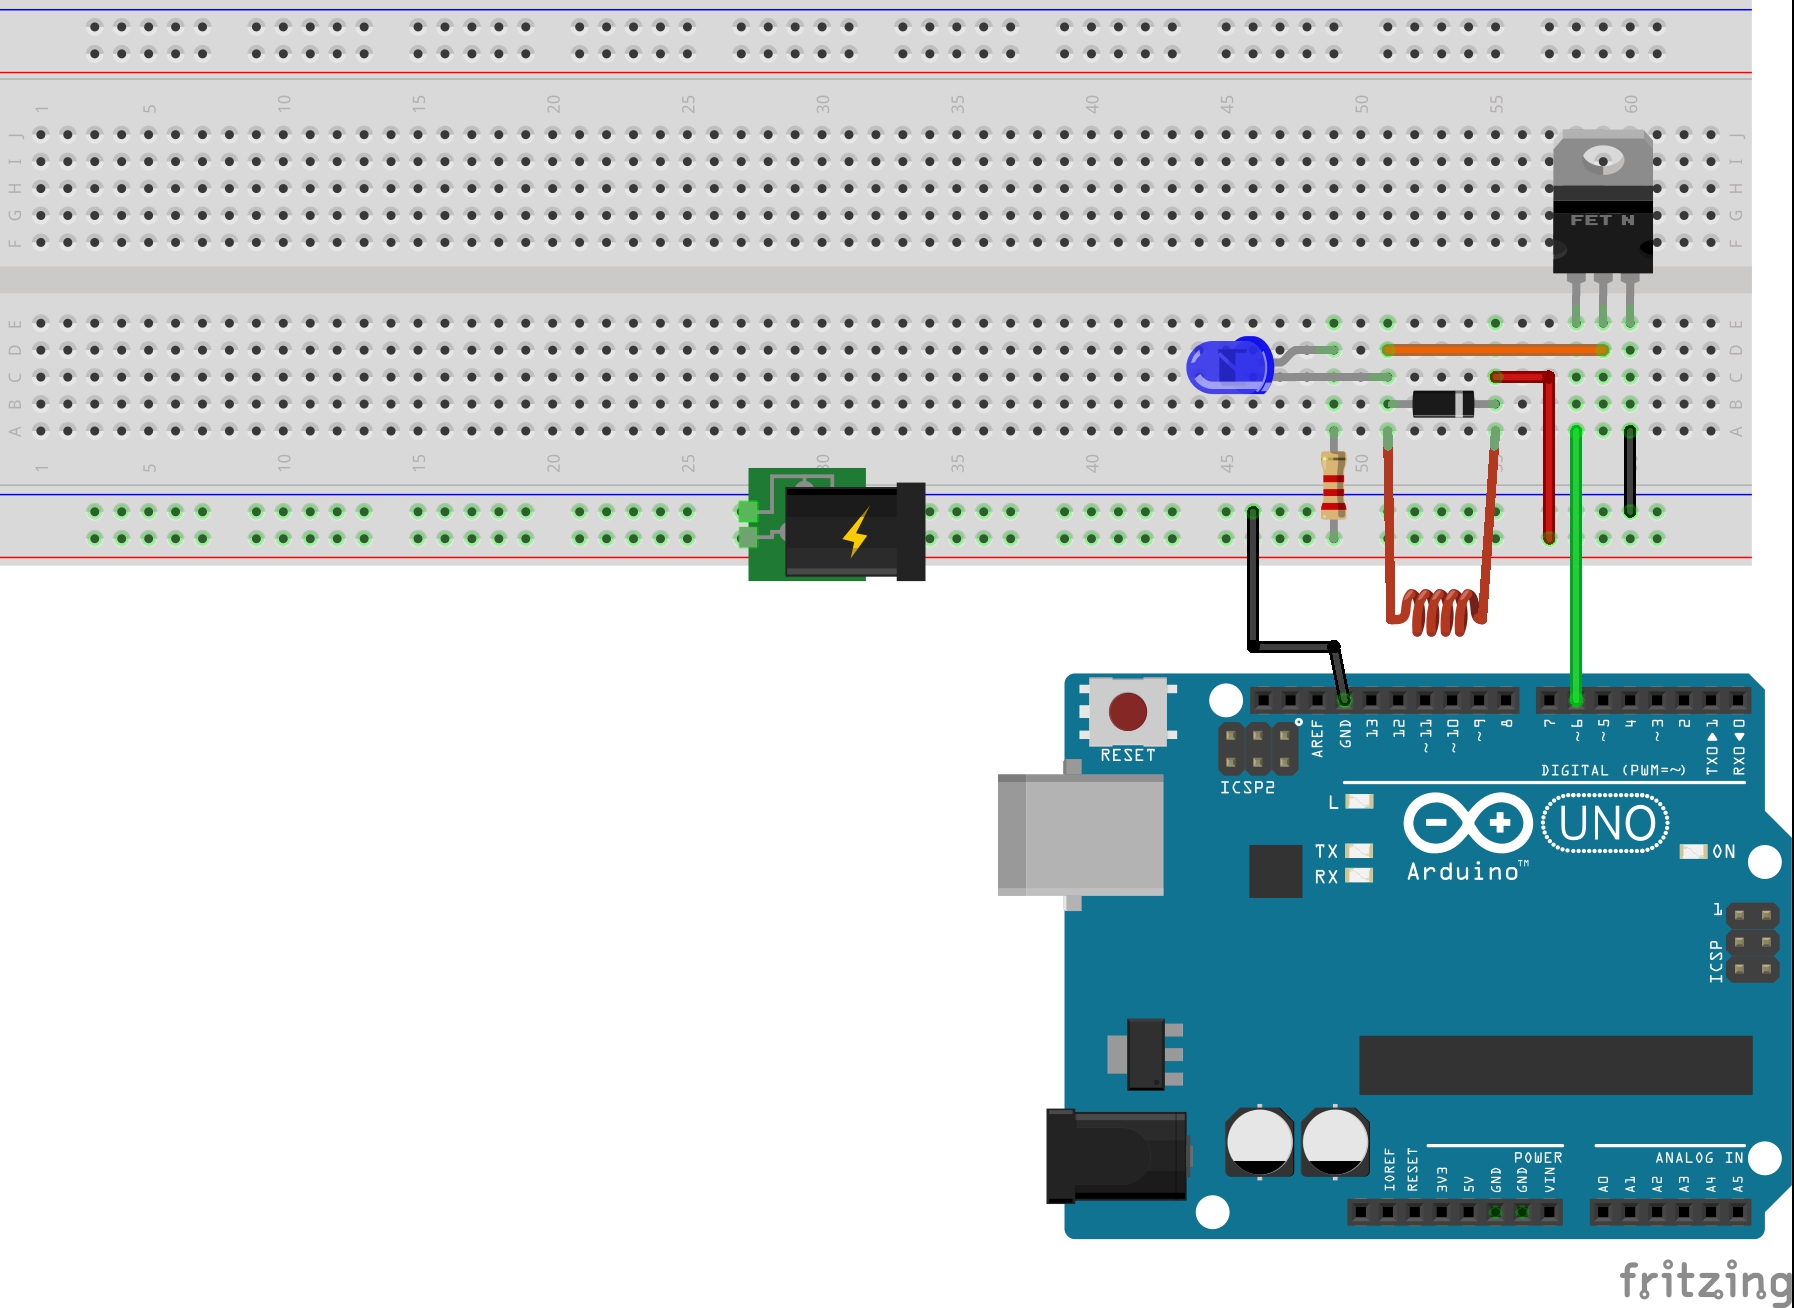 1 5 10 15 20 25 30 35 40 45 50 55 60
J J
I I
H H
G G
F F
FET N
E E
D D
C C
B B
A A
1 5 10 15 20 25 30 35 40 45 50
RESET
ICSP2
AREF
GND
13
12
~11
~10
~9
8
7
~6
~5
4
~3
2
TX0▶1
RX0◀0
DIGITAL (PWM=~)
L
TX
RX
UNO
Arduino™
ON
1
ICSP
POWER
ANALOG IN
IOREF
RESET
3V3
5V
GND
GND
VIN
A0
A1
A2
A3
A4
A5
fritzing